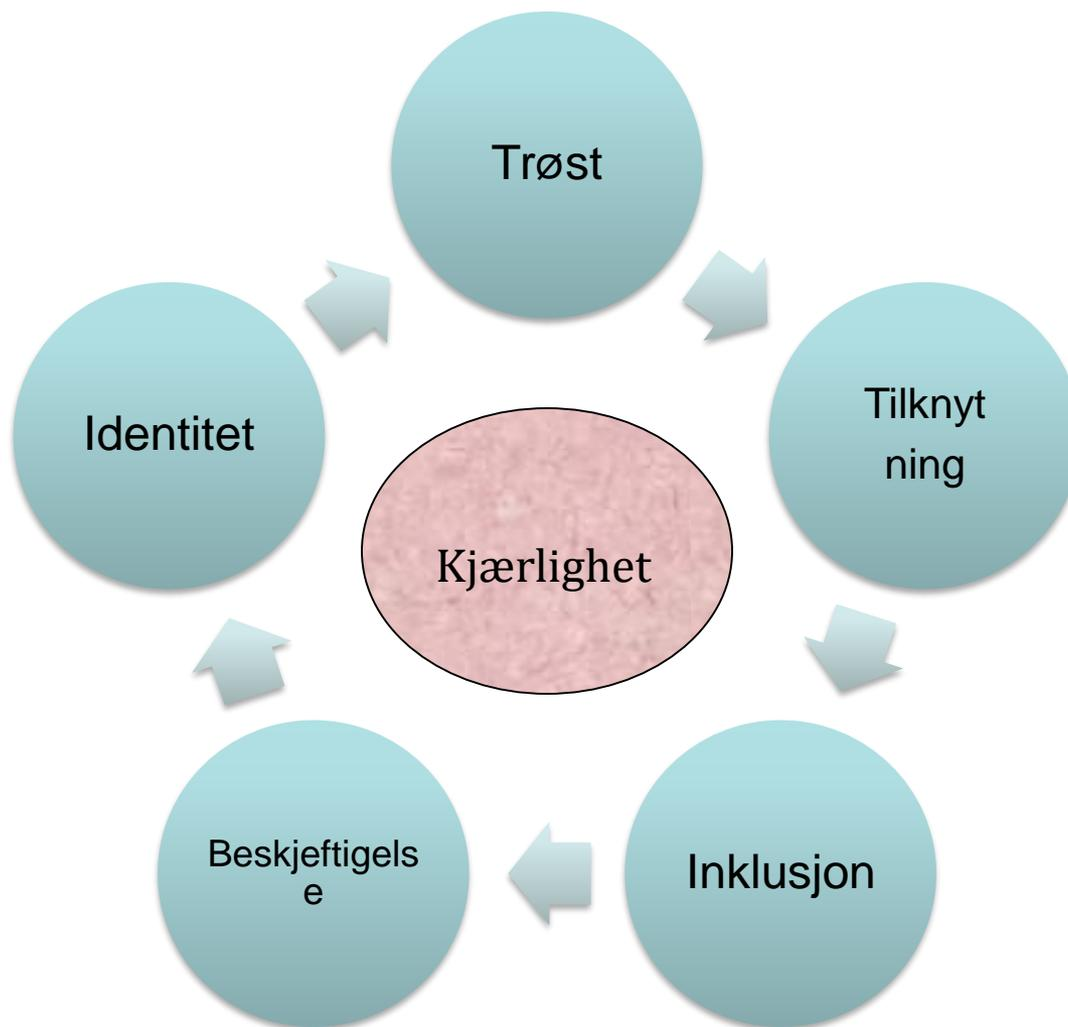 Trøst
Tilknyt
ning
Inklusjon
Beskjeftigels
e
Identitet
Kjærlighet